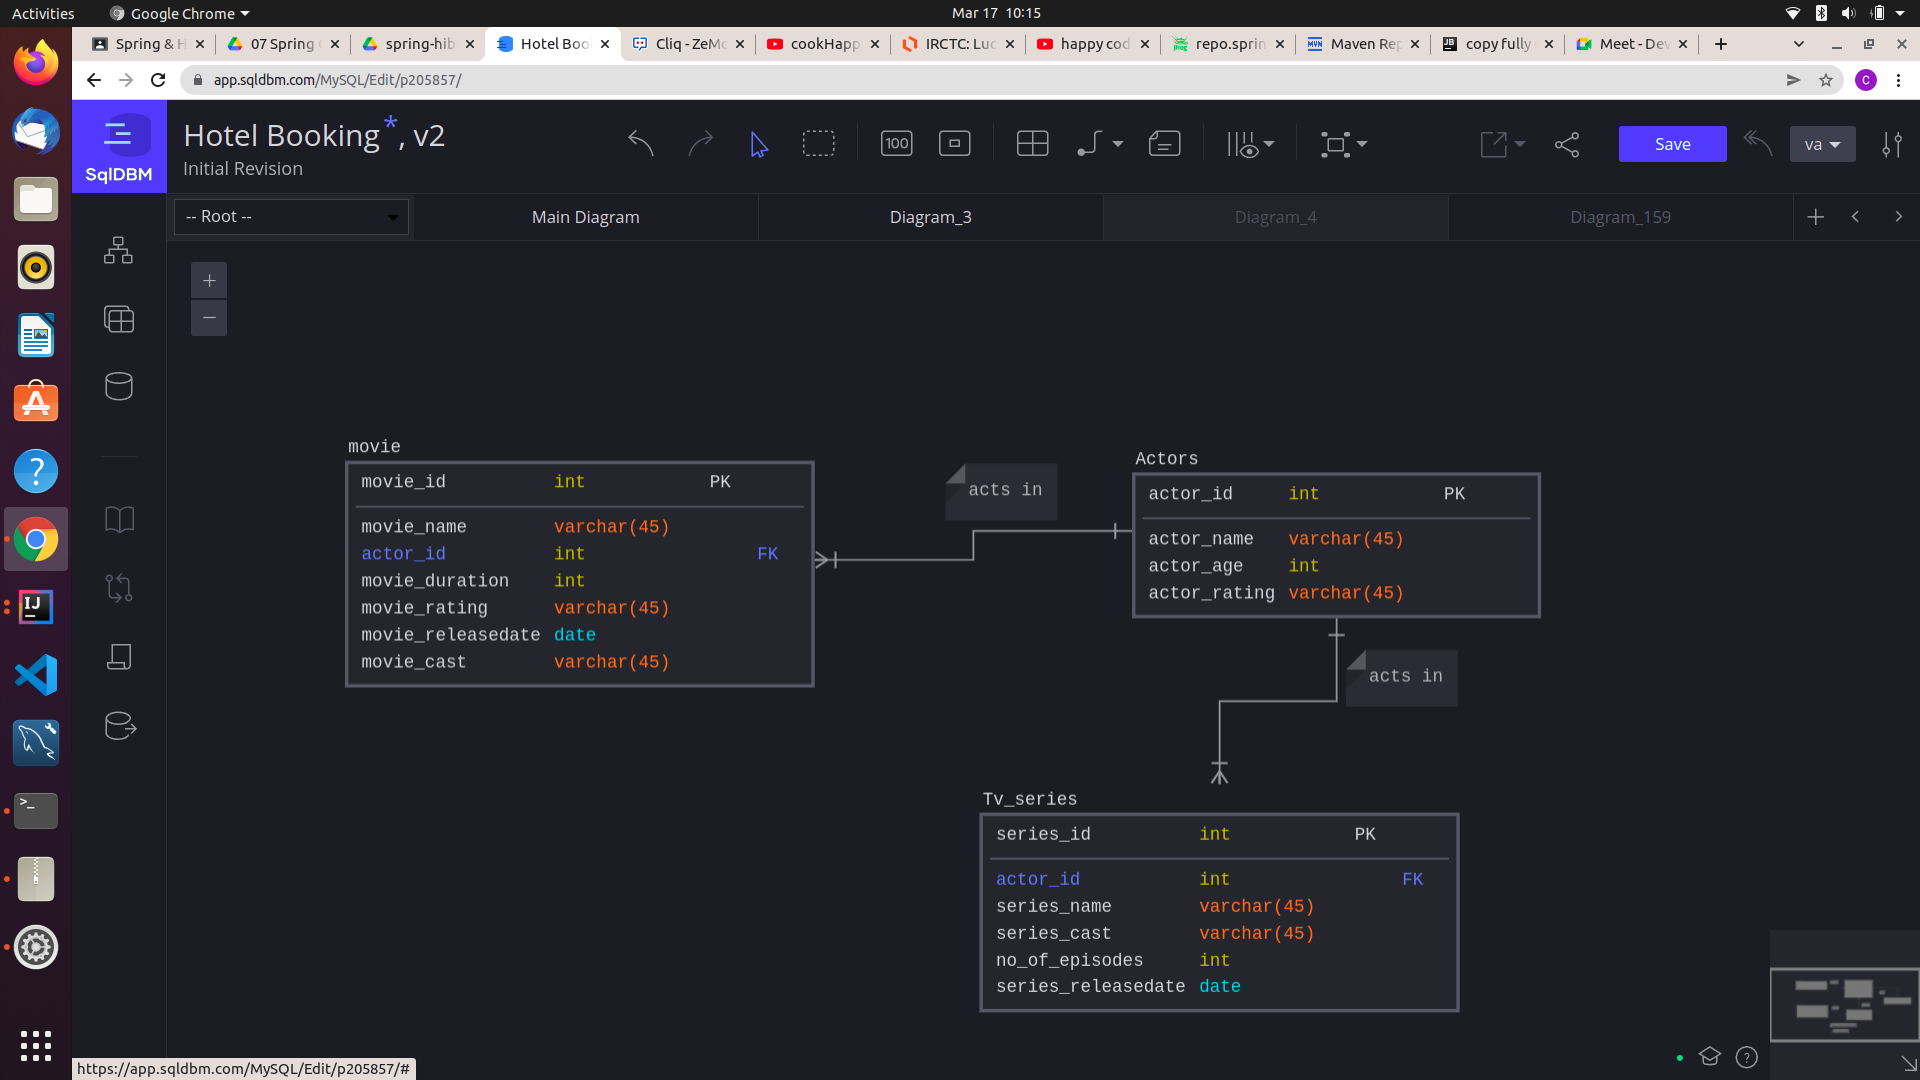 Activities
Google Chrome
Mar 17 10:15
Spring & H
07 Spring
spring-hib
Hotel Boo
Cliq - ZeMo
cookHapp
IRCTC: Luc
happy cod
repo.sprin
Maven Rep
copy fully
Meet - Dev
app.sqldbm.com/MySQL/Edit/p205857/
C
SqlDBM
Hotel Booking*, v2
Initial Revision
100
Save
va
-- Root --
Main Diagram
Diagram_3
Diagram_4
Diagram_159
movie
movie_id int PK
movie_name varchar(45)
actor_id int FK
movie_duration int
movie_rating varchar(45)
movie_releasedate date
movie_cast varchar(45)
acts in
Actors
actor_id int PK
actor_name varchar(45)
actor_age int
actor_rating varchar(45)
acts in
Tv_series
series_id int PK
actor_id int FK
series_name varchar(45)
series_cast varchar(45)
no_of_episodes int
series_releasedate date
https://app.sqldbm.com/MySQL/Edit/p205857/#